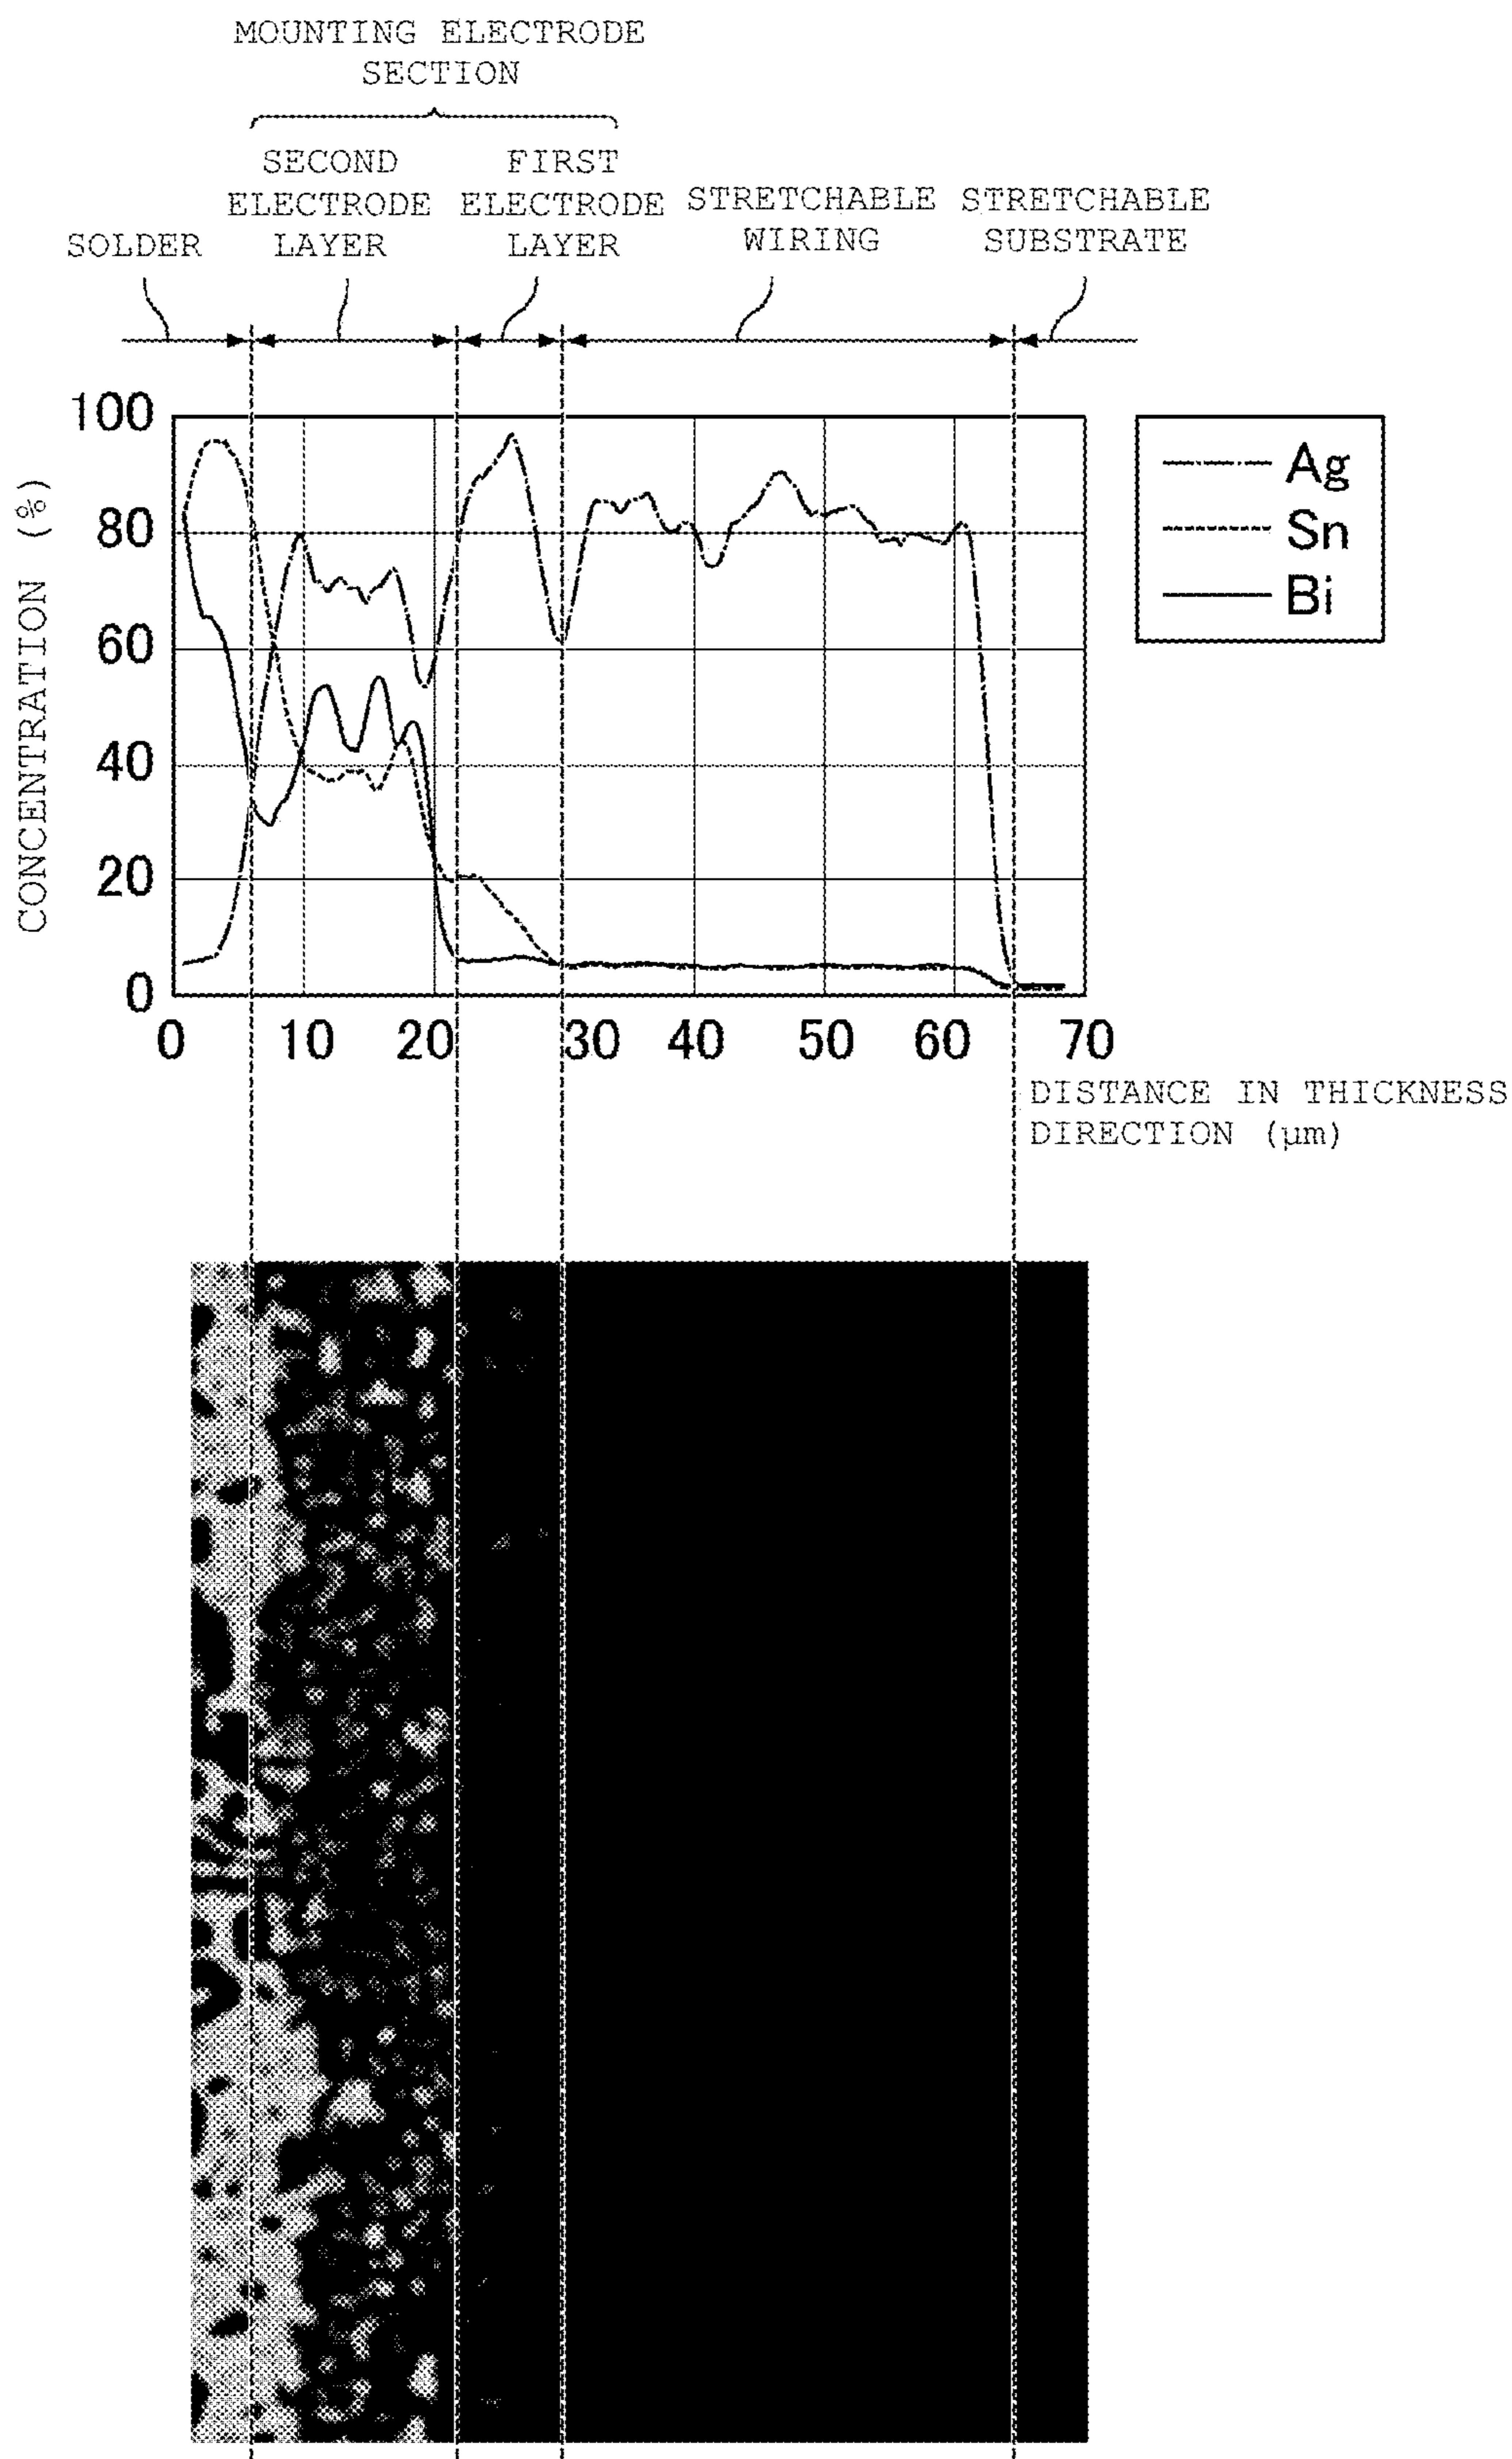 MOUNTING ELECTRODE
SECTION
SECOND
ELECTRODE
LAYER
FIRST
ELECTRODE
LAYER
SOLDER
STRETCHABLE
WIRING
STRETCHABLE
SUBSTRATE
CONCENTRATION (%)
100
80
60
40
20
0
0 10 20 30 40 50 60 70
DISTANCE IN THICKNESS
DIRECTION (µm)
Ag
Sn
Bi